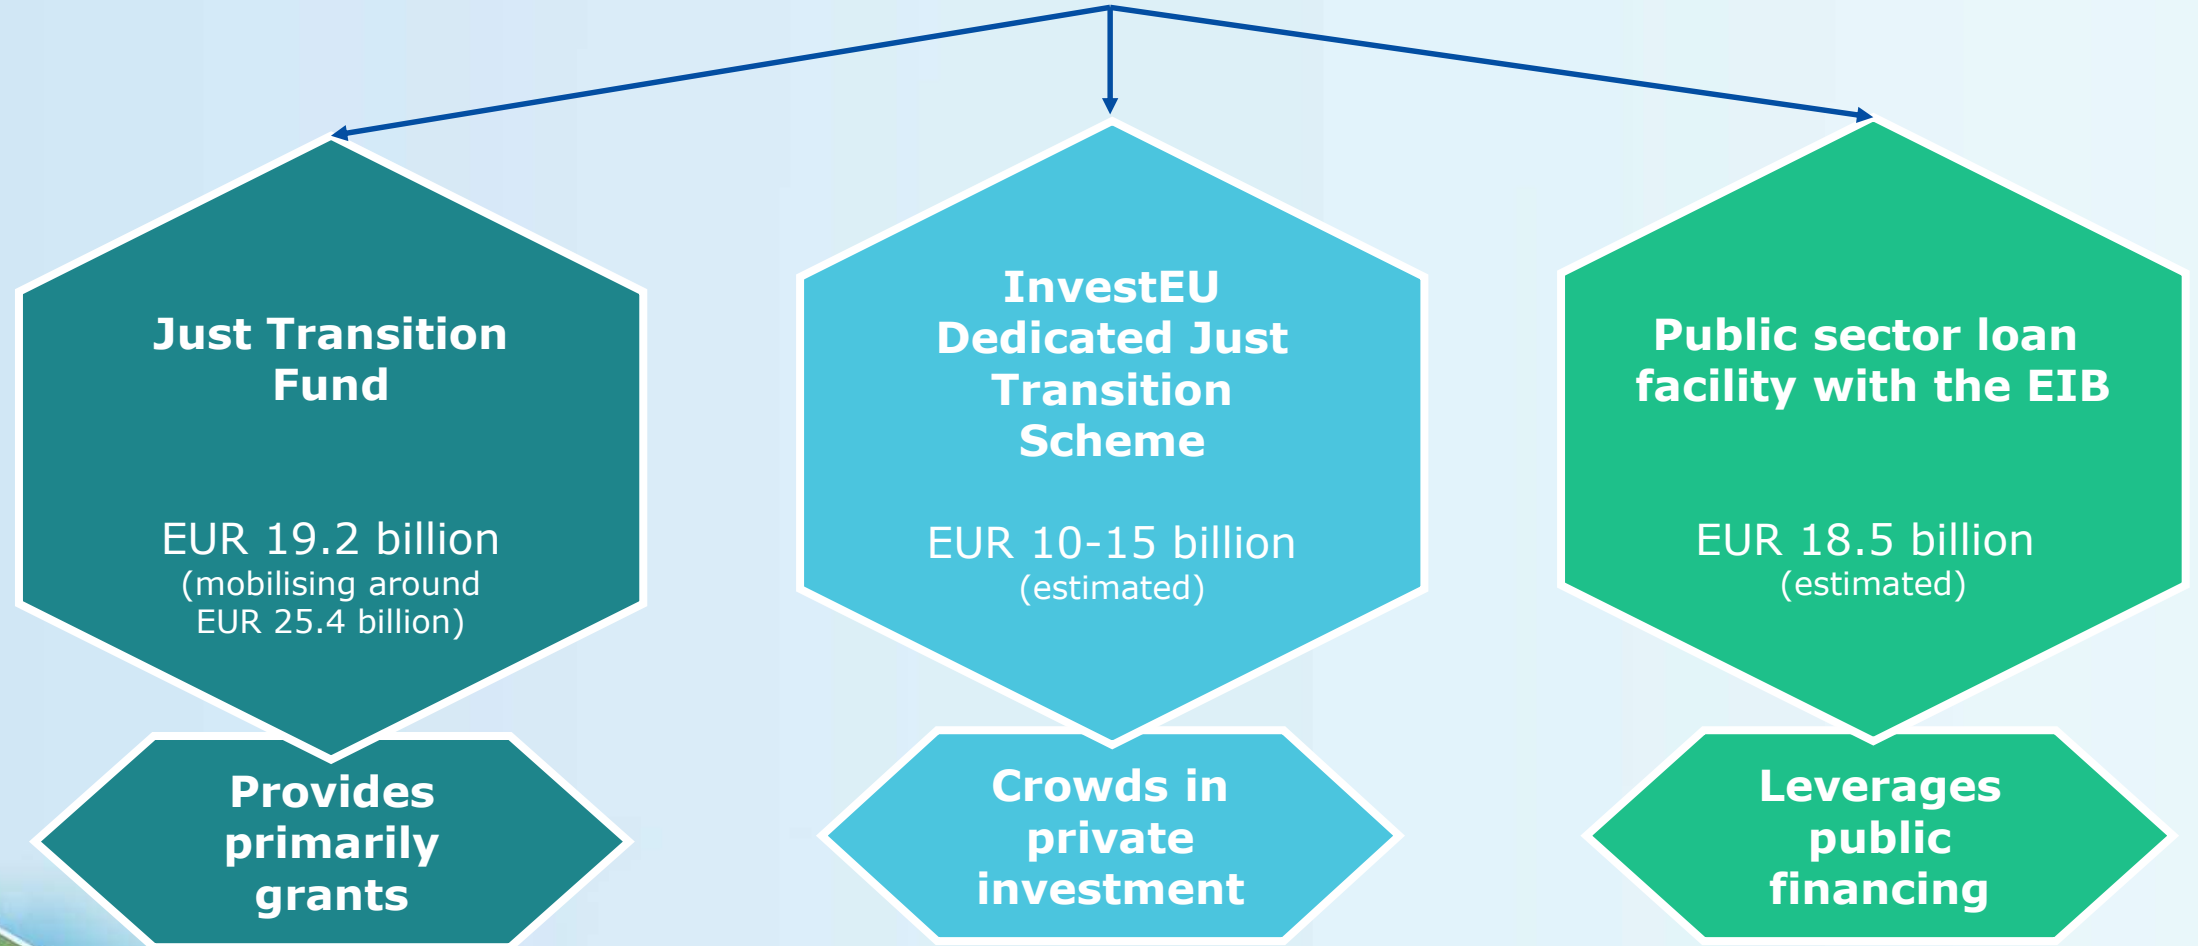 Just Transition
Fund
EUR 19.2 billion
(mobilising around
EUR 25.4 billion)
Provides
primarily
grants
InvestEU
Dedicated Just
Transition
Scheme
EUR 10-15 billion
(estimated)
Crowds in
private
investment
Public sector loan
facility with the EIB
EUR 18.5 billion
(estimated)
Leverages
public
financing